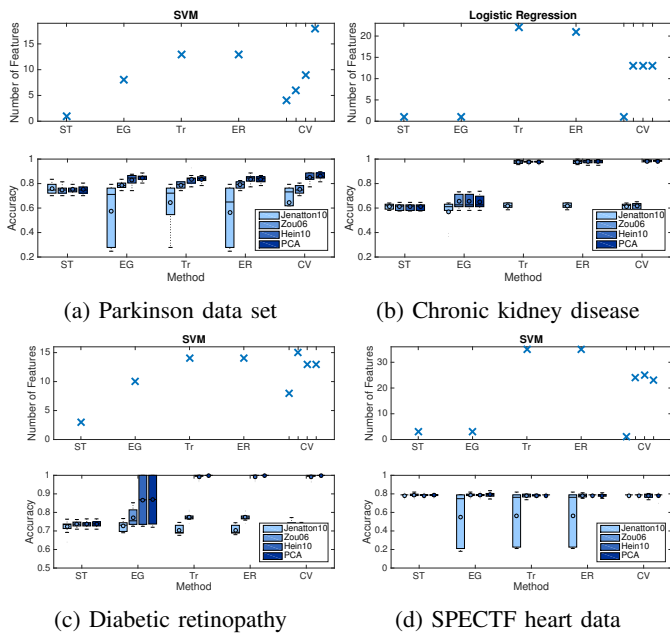 SVM
Number of Features
15
10
5
0
ST EG Tr ER CV
Accuracy
1
0.8
0.6
0.4
0.2
Jenatton10
Zou06
Hein10
PCA
ST EG Tr ER CV
Method
(a) Parkinson data set
Logistic Regression
Number of Features
20
10
0
ST EG Tr ER CV
Accuracy
1
0.8
0.6
0.4
0.2
Jenatton10
Zou06
Hein10
PCA
ST EG Tr ER CV
Method
(b) Chronic kidney disease
SVM
Number of Features
15
10
5
0
ST EG Tr ER CV
Accuracy
1
0.9
0.8
0.7
0.6
0.5
Jenatton10
Zou06
Hein10
PCA
ST EG Tr ER CV
Method
(c) Diabetic retinopathy
SVM
Number of Features
30
20
10
0
ST EG Tr ER CV
Accuracy
1
0.8
0.6
0.4
0.2
0
Jenatton10
Zou06
Hein10
PCA
ST EG Tr ER CV
Method
(d) SPECTF heart data